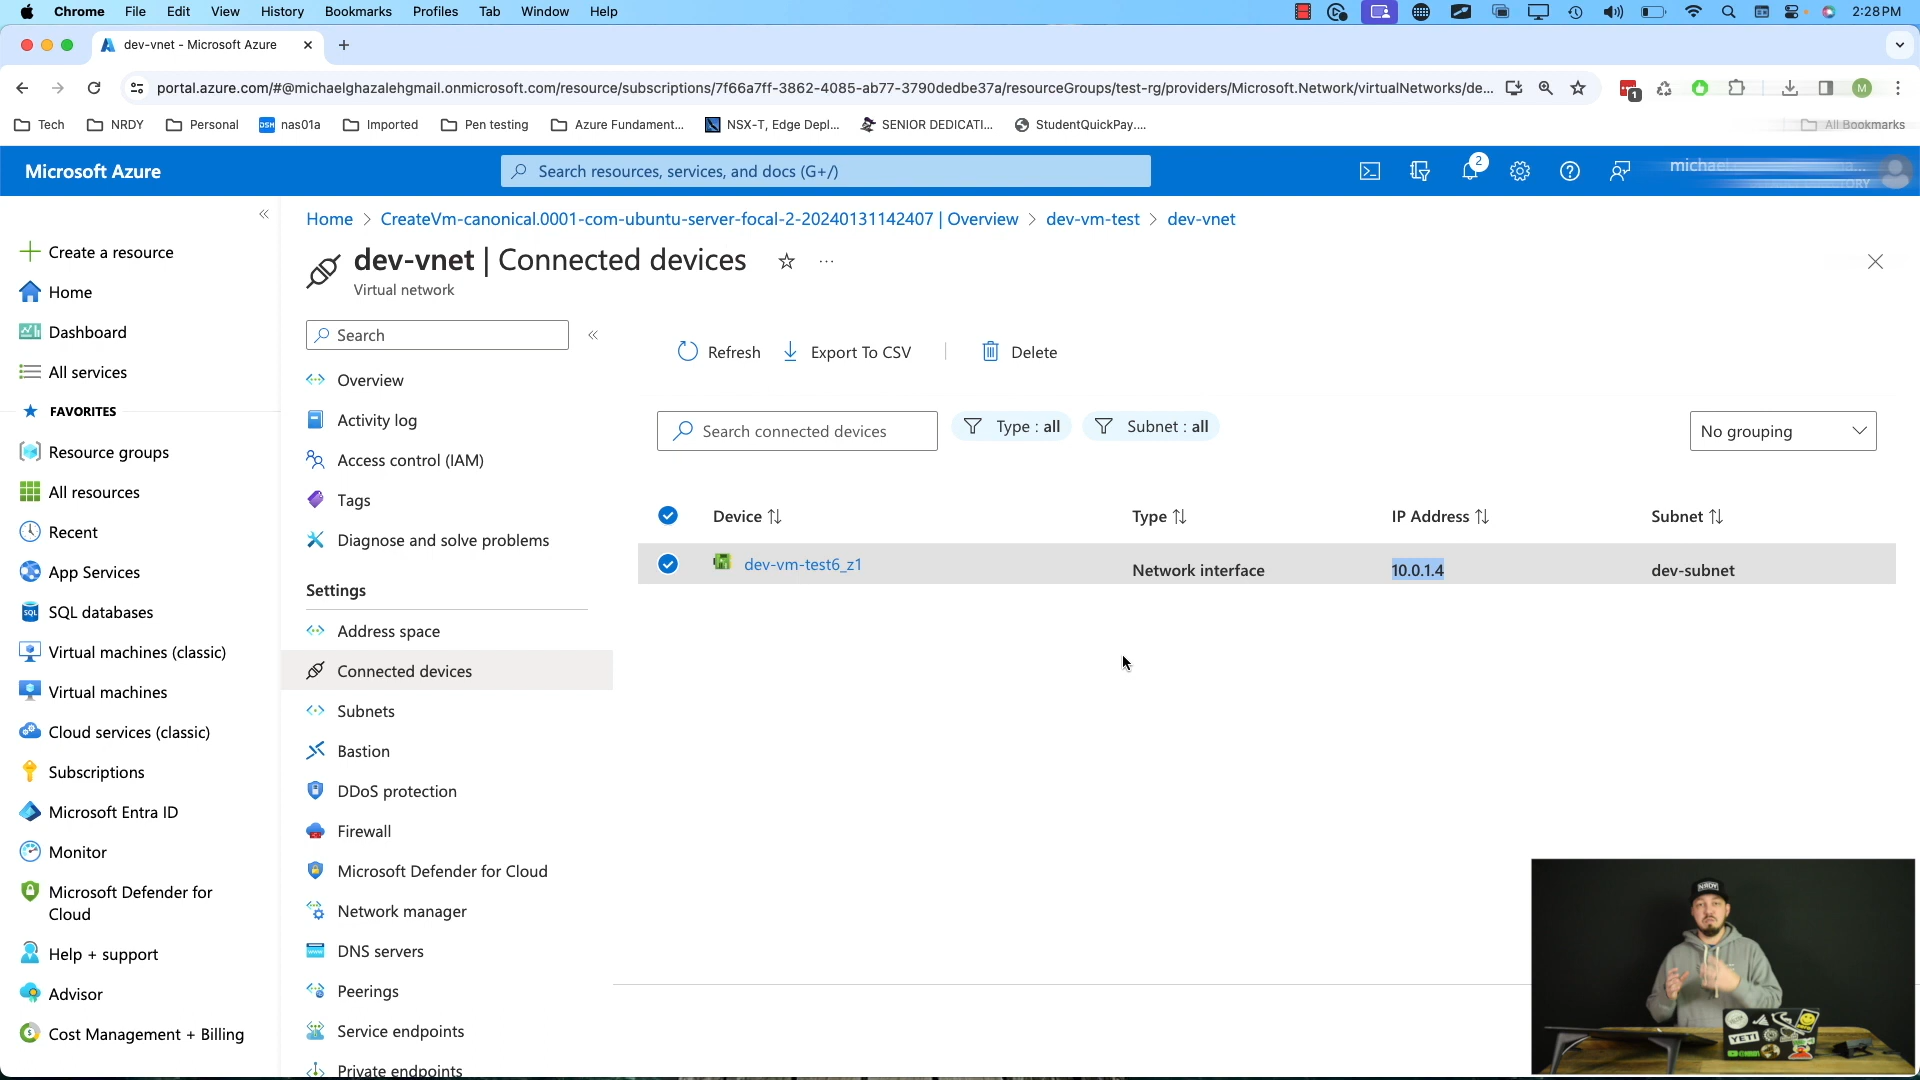 Chrome File Edit View History Bookmarks Profiles Tab Window Help 2:28 PM
dev-vnet - Microsoft Azure
portal.azure.com/#@michaelghazalehgmail.onmicrosoft.com/resource/subscriptions/7f66a7ff-3862-4085-ab77-3790dedbe37a/resourceGroups/test-rg/providers/Microsoft.Network/virtualNetworks/de... 1 M
Tech NRDY Personal DSM nas01a Imported Pen testing Azure Fundament... NSX-T, Edge Depl... SENIOR DEDICATI... StudentQuickPay.... All Bookmarks
Microsoft Azure
Search resources, services, and docs (G+/)
2
Home > CreateVm-canonical.0001-com-ubuntu-server-focal-2-20240131142407 | Overview > dev-vm-test > dev-vnet
dev-vnet | Connected devices
Virtual network
Create a resource
Home
Dashboard
All services
FAVORITES
Resource groups
All resources
Recent
App Services
SQL databases
Virtual machines (classic)
Virtual machines
Cloud services (classic)
Subscriptions
Microsoft Entra ID
Monitor
Microsoft Defender for
Cloud
Help + support
Advisor
Cost Management + Billing
Search
Overview
Activity log
Access control (IAM)
Tags
Diagnose and solve problems
Settings
Address space
Connected devices
Subnets
Bastion
DDoS protection
Firewall
Microsoft Defender for Cloud
Network manager
DNS servers
Peerings
Service endpoints
Private endpoints
Refresh Export To CSV Delete
Search connected devices Type : all Subnet : all No grouping
Device Type IP Address Subnet
dev-vm-test6_z1 Network interface 10.0.1.4 dev-subnet
NRDY
YETI